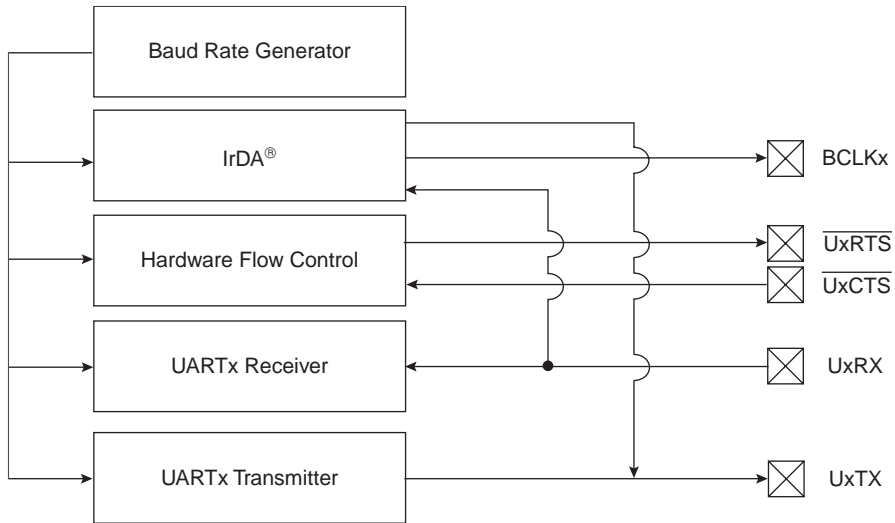 Baud Rate Generator
IrDA®
BCLKx
Hardware Flow Control
UxRTS
UxCTS
UARTx Receiver
UxRX
UARTx Transmitter
UxTX